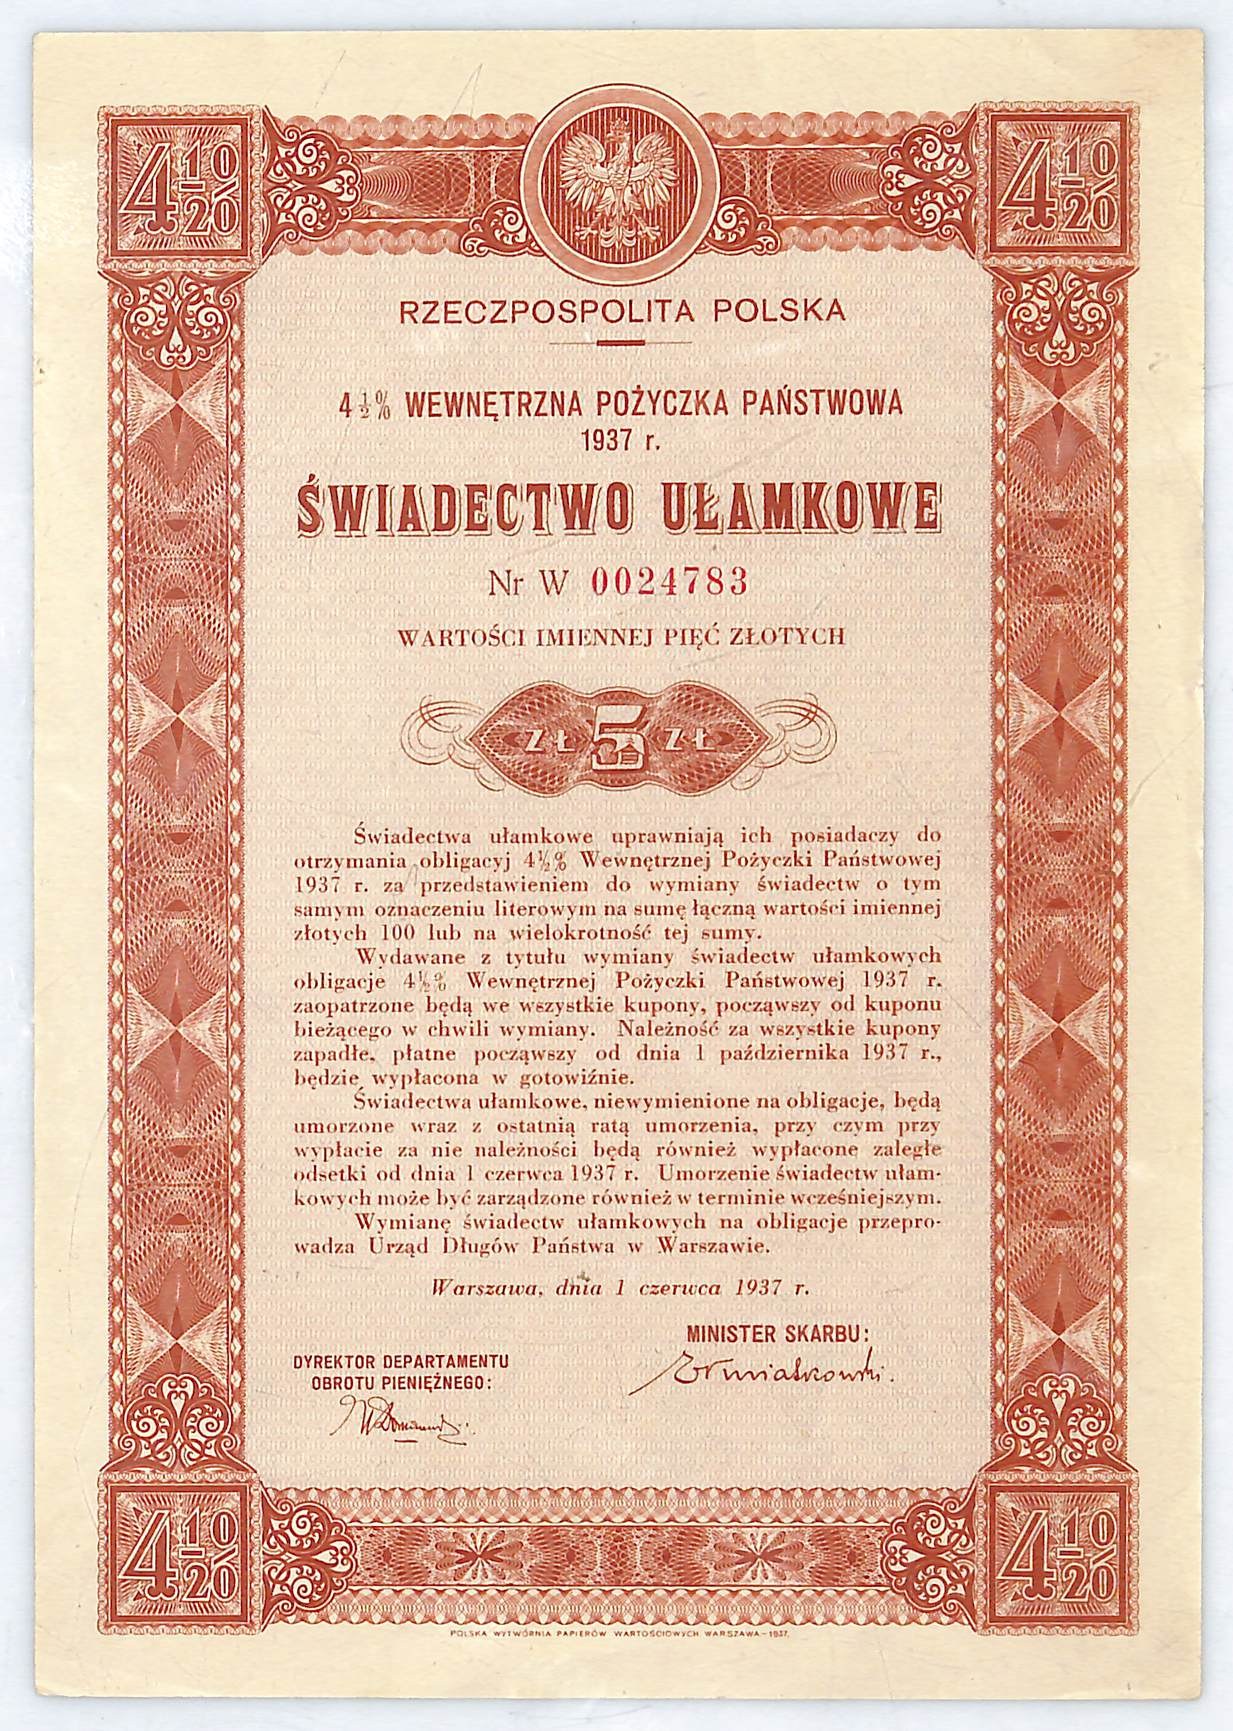 4½% 4½%
RZECZPOSPOLITA POLSKA
4½% WEWNĘTRZNA POŻYCZKA PAŃSTWOWA
1937 r.
ŚWIADECTWO UŁAMKOWE
Nr W 0024783
WARTOŚCI IMIENNEJ PIĘĆ ZŁOTYCH
ZŁ 5 ZŁ
Świadectwa ułamkowe uprawniają ich posiadaczy do
otrzymania obligacyj 4½% Wewnętrznej Pożyczki Państwowej
1937 r. za przedstawieniem do wymiany świadectw o tym
samym oznaczeniu literowym na sumę łączną wartości imiennej
złotych 100 lub na wielokrotność tej sumy.
Wydawane z tytułu wymiany świadectw ułamkowych
obligacje 4½% Wewnętrznej Pożyczki Państwowej 1937 r.
zaopatrzone będą we wszystkie kupony, począwszy od kuponu
bieżącego w chwili wymiany. Należność za wszystkie kupony
zapadłe, płatne począwszy od dnia 1 października 1937 r.,
będzie wypłacona w gotowiźnie.
Świadectwa ułamkowe, niewymienione na obligacje, będą
umorzone wraz z ostatnią ratą umorzenia, przy czym przy
wypłacie za nie należności będą również wypłacone zaległe
odsetki od dnia 1 czerwca 1937 r. Umorzenie świadectw ułam-
kowych może być zarządzone również w terminie wcześniejszym.
Wymianę świadectw ułamkowych na obligacje przepro-
wadza Urząd Długów Państwa w Warszawie.
Warszawa, dnia 1 czerwca 1937 r.
MINISTER SKARBU:
DYREKTOR DEPARTAMENTU
OBROTU PIENIĘŻNEGO:
4½% 4½%
POLSKA WYTWÓRNIA PAPIERÓW WARTOŚCIOWYCH WARSZAWA – 1937.